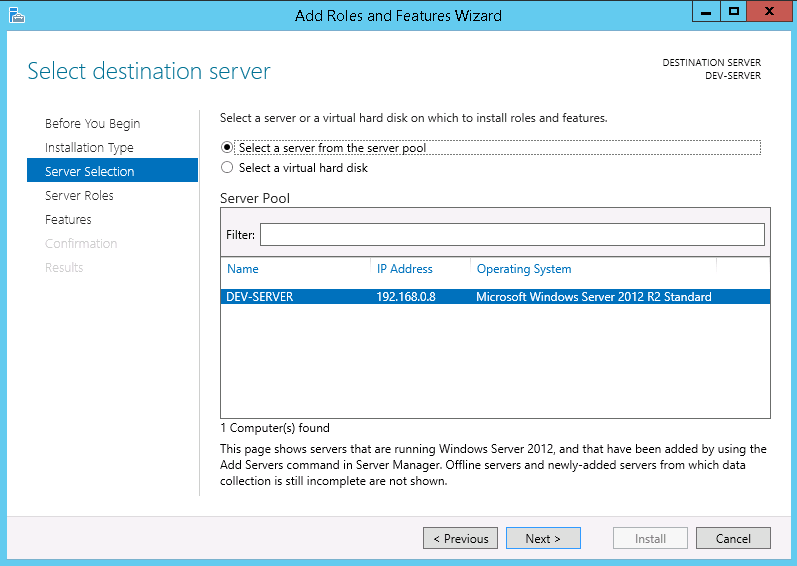 Add Roles and Features Wizard
Select destination server
DESTINATION SERVER
DEV-SERVER
Before You Begin
Installation Type
Server Selection
Server Roles
Features
Confirmation
Results
Select a server or a virtual hard disk on which to install roles and features.
Select a server from the server pool
Select a virtual hard disk
Server Pool
Filter:
Name IP Address Operating System
DEV-SERVER 192.168.0.8 Microsoft Windows Server 2012 R2 Standard
1 Computer(s) found
This page shows servers that are running Windows Server 2012, and that have been added by using the
Add Servers command in Server Manager. Offline servers and newly-added servers from which data
collection is still incomplete are not shown.
< Previous Next > Install Cancel